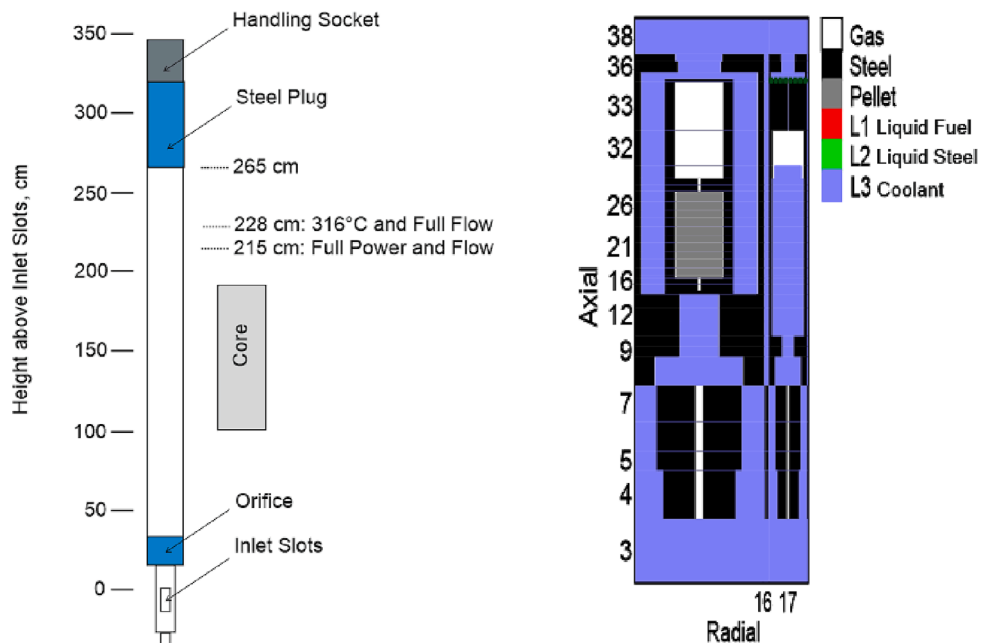 Height above Inlet Slots, cm
350
300
250
200
150
100
50
0
Handling Socket
Steel Plug
265 cm
228 cm: 316°C and Full Flow
215 cm: Full Power and Flow
Core
Orifice
Inlet Slots
Axial
38
36
33
32
26
21
16
12
9
7
5
4
3
16 17
Radial
Gas
Steel
Pellet
L1 Liquid Fuel
L2 Liquid Steel
L3 Coolant